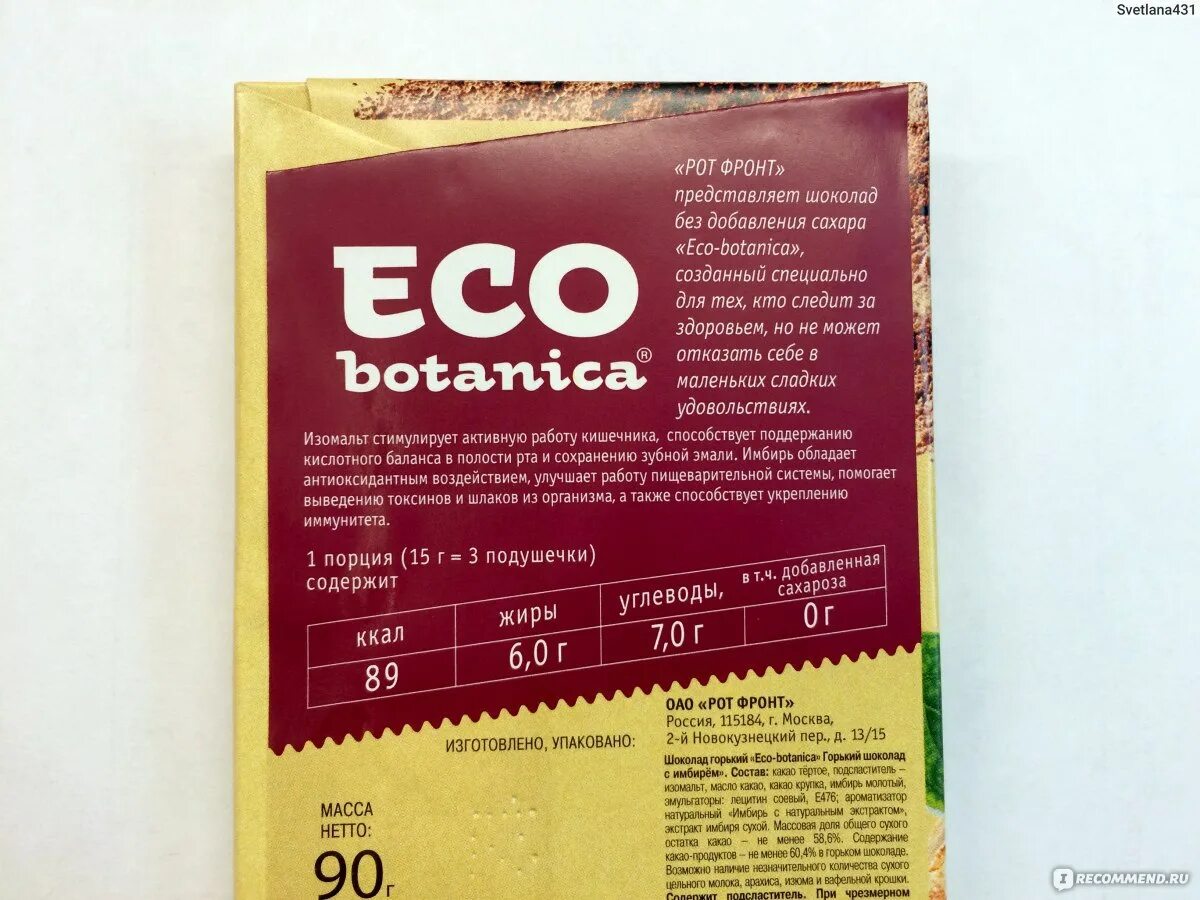 Svetlana431
«РОТ ФРОНТ»
представляет шоколад
без добавления сахара
«Eco-botanica»,
созданный специально
для тех, кто следит за
здоровьем, но не может
отказать себе в
маленьких сладких
удовольствиях.
ECO
botanica®
Изомальт стимулирует активную работу кишечника, способствует поддержанию
кислотного баланса в полости рта и сохранению зубной эмали. Имбирь обладает
антиоксидантным воздействием, улучшает работу пищеварительной системы, помогает
выведению токсинов и шлаков из организма, а также способствует укреплению
иммунитета.
1 порция (15 г = 3 подушечки)
содержит
ккал жиры углеводы, в т.ч. добавленная
сахароза
89 6,0 г 7,0 г 0 г
ИЗГОТОВЛЕНО, УПАКОВАНО:
МАССА
НЕТТО:
90 г
ОАО «РОТ ФРОНТ»
Россия, 115184, г. Москва,
2-й Новокузнецкий пер., д. 13/15
Шоколад горький «Eco-botanica» Горький шоколад
с имбирём». Состав: какао тёртое, подсластитель –
изомальт, масло какао, какао крупка, имбирь молотый,
эмульгаторы: лецитин соевый, Е476; ароматизатор
натуральный «Имбирь с натуральным экстрактом»,
экстракт имбиря сухой. Массовая доля общего сухого
остатка какао – не менее 58,6%. Содержание
какао-продуктов – не менее 60,4% в горьком шоколаде.
Возможно наличие незначительного количества сухого
цельного молока, арахиса, изюма и вафельной крошки.
Содержит подсластитель. При чрезмерном
IRECOMMEND.RU